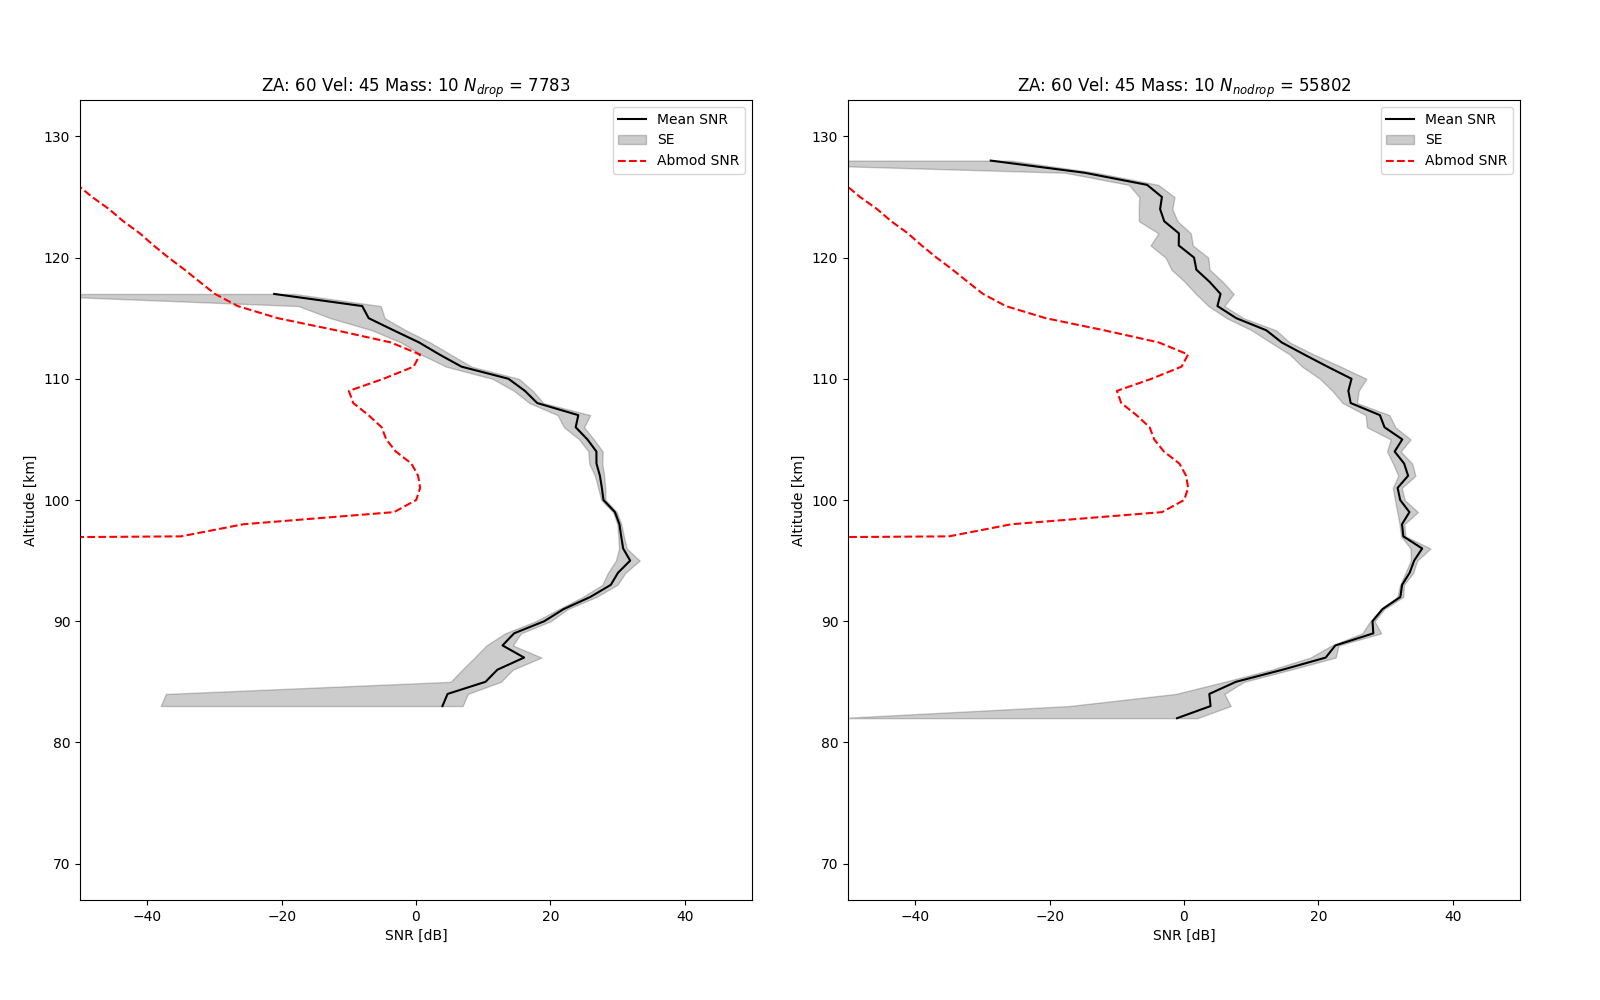 ZA: 60 Vel: 45 Mass: 10 N_drop = 7783
Mean SNR
SE
Abmod SNR
130
120
110
100
90
80
70
Altitude [km]
−40
−20
0
20
40
SNR [dB]
ZA: 60 Vel: 45 Mass: 10 N_nodrop = 55802
Mean SNR
SE
Abmod SNR
130
120
110
100
90
80
70
Altitude [km]
−40
−20
0
20
40
SNR [dB]